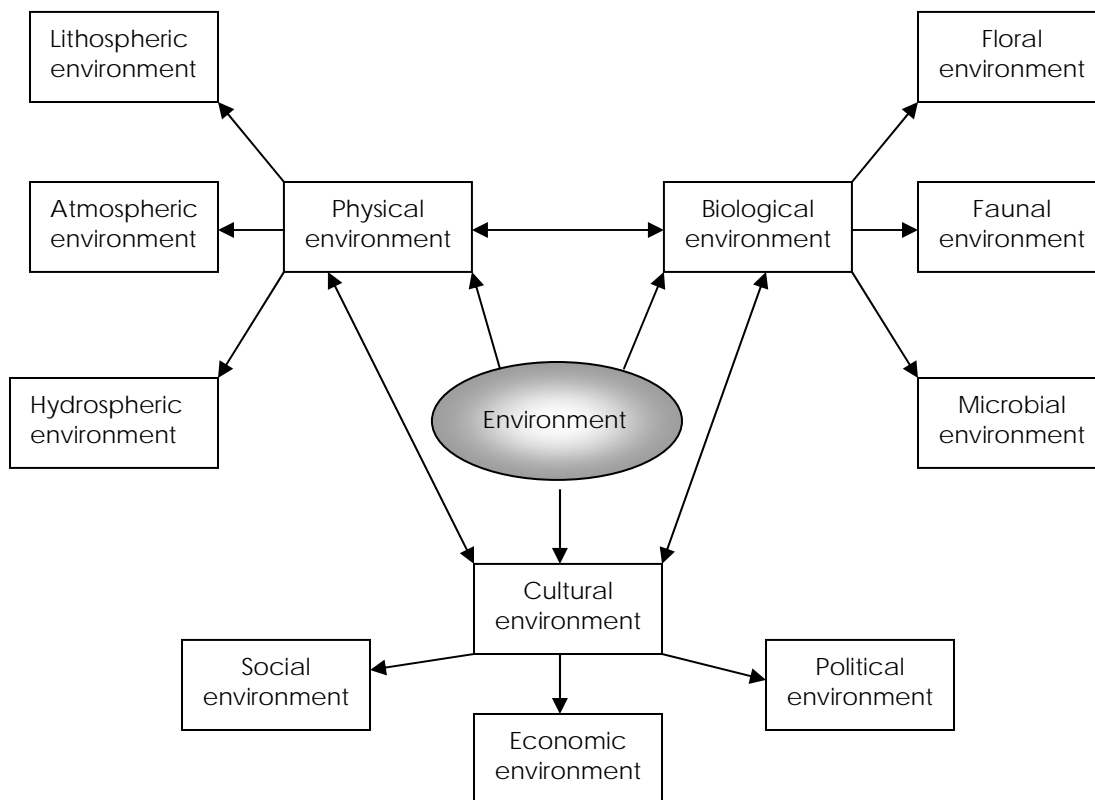 Lithospheric
environment
Floral
environment
Atmospheric
environment
Physical
environment
Biological
environment
Faunal
environment
Hydrospheric
environment
Environment
Microbial
environment
Cultural
environment
Social
environment
Political
environment
Economic
environment